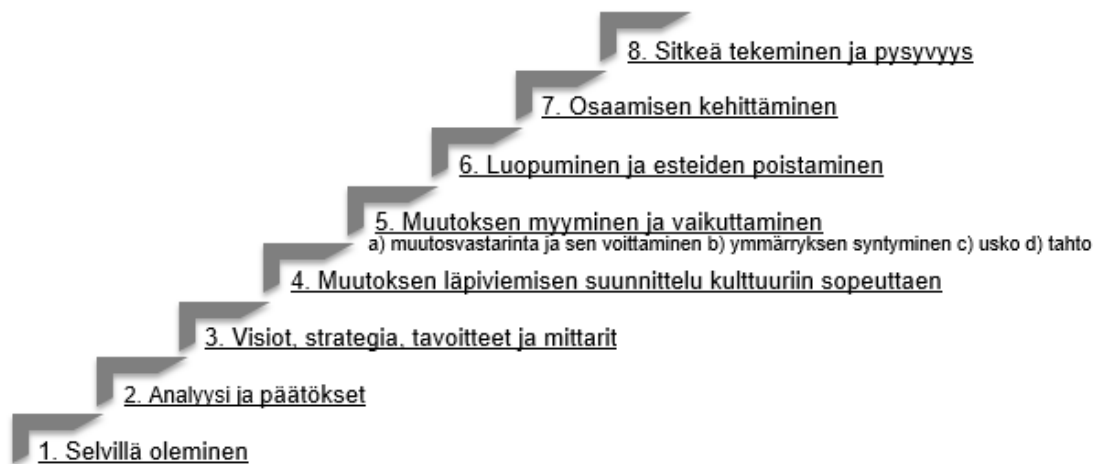 8. Sitkeä tekeminen ja pysyvyys
7. Osaamisen kehittäminen
6. Luopuminen ja esteiden poistaminen
5. Muutoksen myyminen ja vaikuttaminen
a) muutosvastarinta ja sen voittaminen b) ymmärryksen syntyminen c) usko d) tahto
4. Muutoksen läpiviemisen suunnittelu kulttuuriin sopeuttaen
3. Visiot, strategia, tavoitteet ja mittarit
2. Analyysi ja päätökset
1. Selvillä oleminen